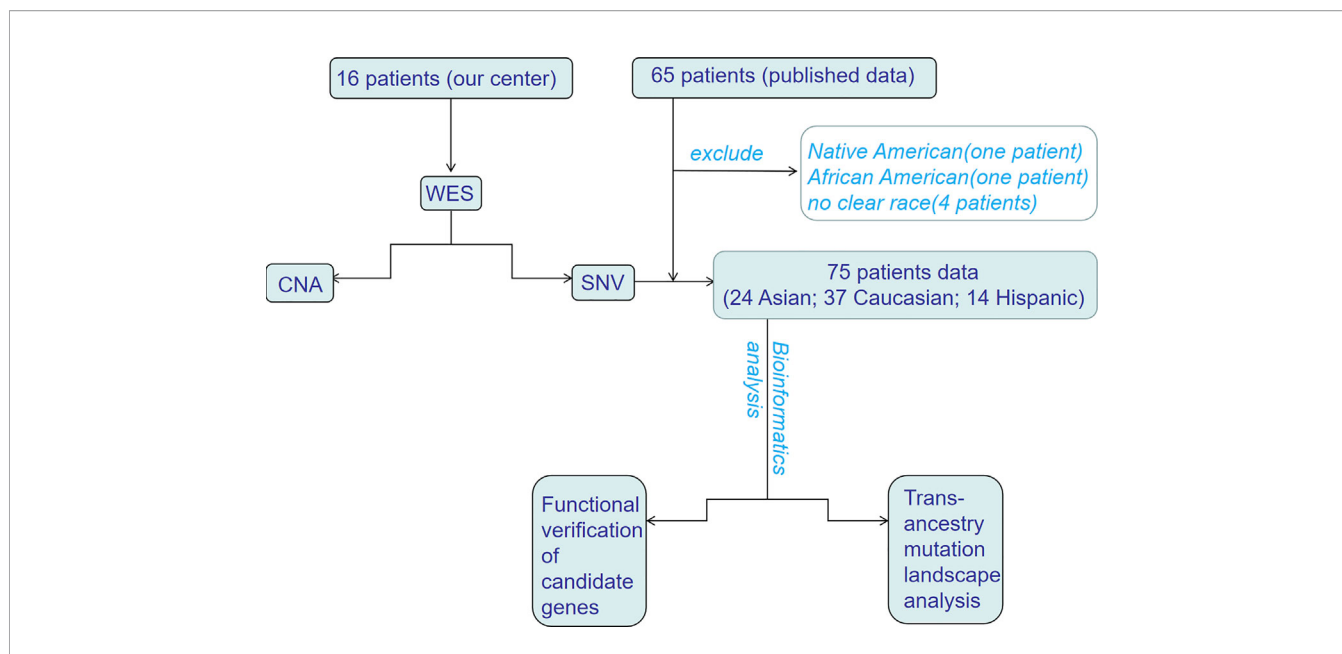 16 patients (our center)
65 patients (published data)
exclude
Native American(one patient)
African American(one patient)
no clear race(4 patients)
WES
CNA
SNV
75 patients data
(24 Asian; 37 Caucasian; 14 Hispanic)
Bioinformatics
analysis
Functional
verification
of
candidate
genes
Trans-
ancestry
mutation
landscape
analysis